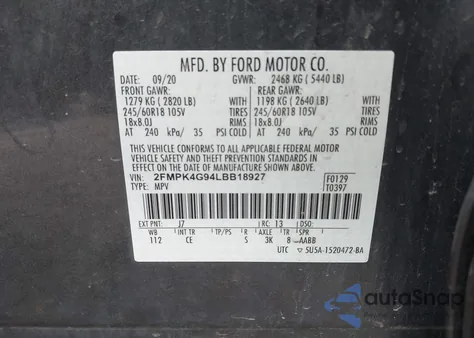 MFD. BY FORD MOTOR CO.
DATE: 09/20 GVWR: 2468 KG (5440 LB)
FRONT GAWR: REAR GAWR:
1279 KG (2820 LB) WITH 1198 KG (2640 LB) WITH
245/60R18 105V TIRES 245/60R18 105V TIRES
18x8.0J RIMS 18x8.0J RIMS
AT 240 kPa/ 35 PSI COLD AT 240 kPa/ 35 PSI COLD
THIS VEHICLE CONFORMS TO ALL APPLICABLE FEDERAL MOTOR
VEHICLE SAFETY AND BUMPER AND THEFT PREVENTION STANDARDS IN
EFFECT ON THE DATE OF MANUFACTURE SHOWN ABOVE.
VIN: 2FMPK4G94LBB18927 F0129
TYPE: MPV T0397
EXT PNT: J7 RC: 13 DSO:
WB INT TR TP/PS R AXLE TR SPR
112 CE S 3K 8 AABB
UTC ▽ 5U5A-1520472-BA
autoSnap